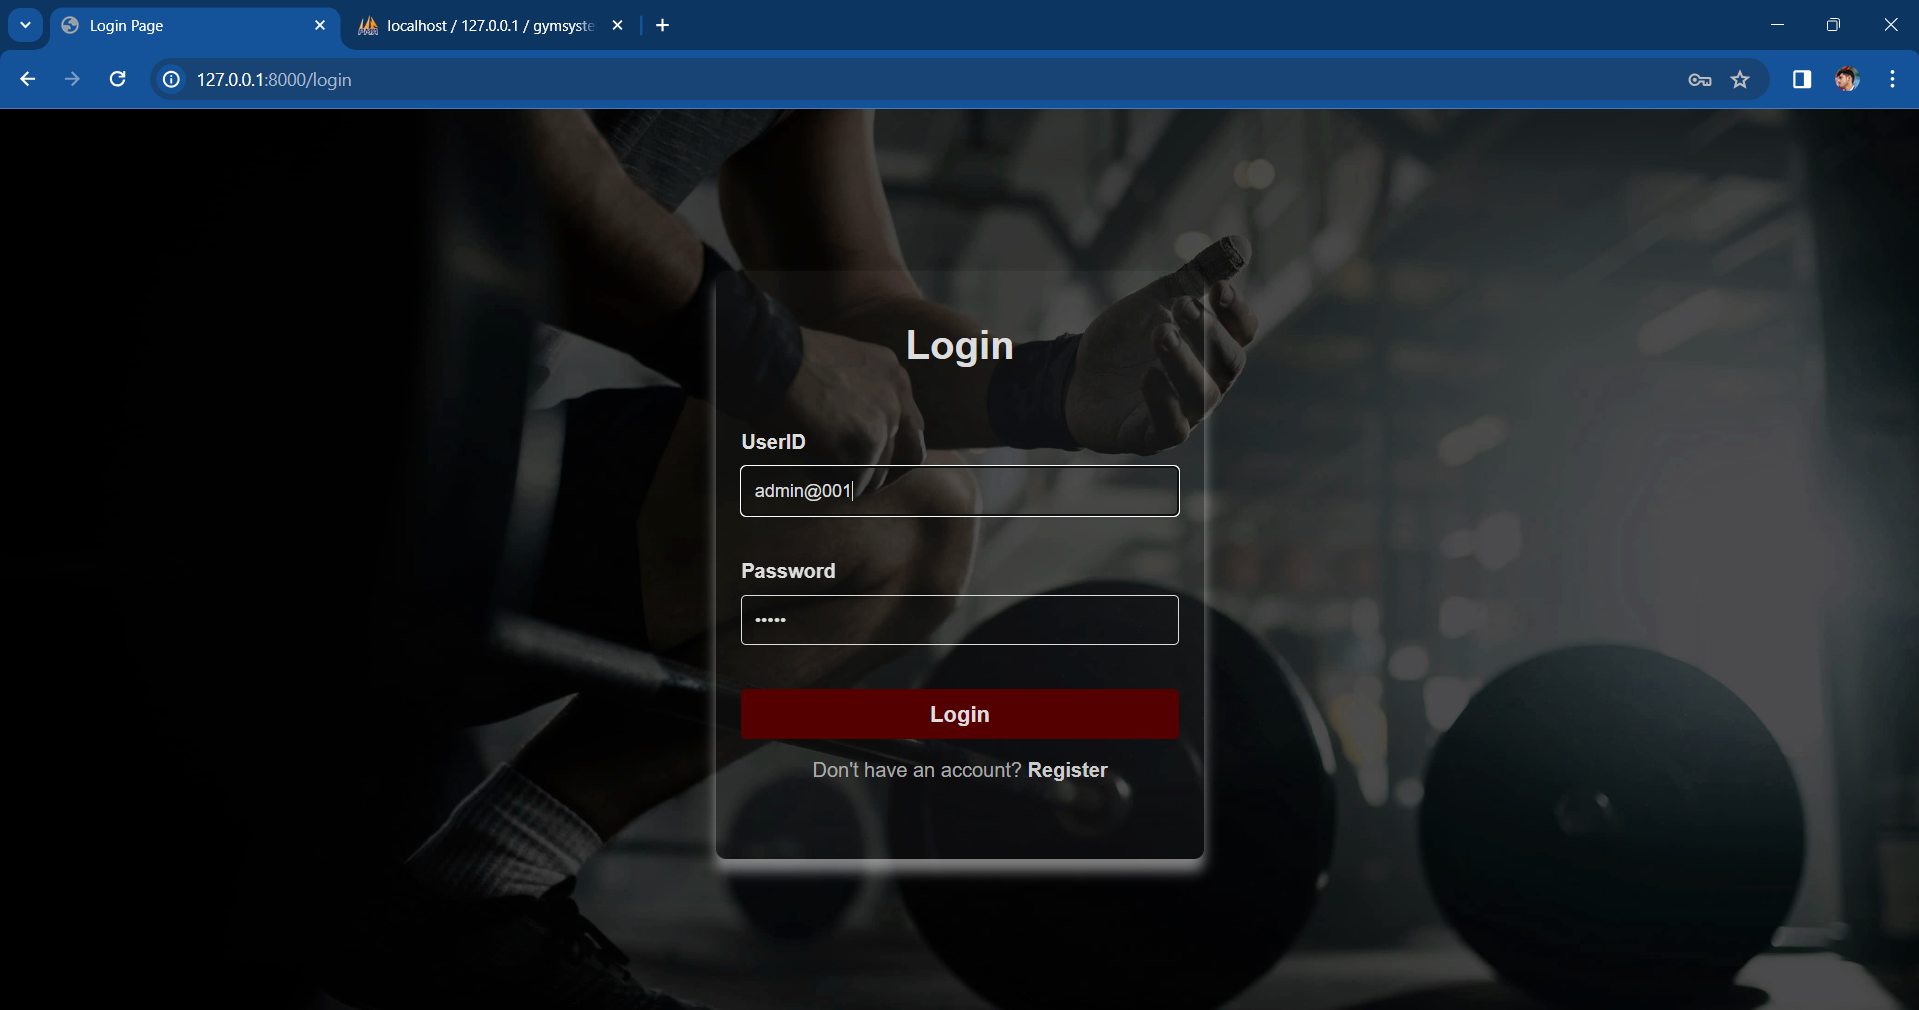 Login Page
localhost / 127.0.0.1 / gymsyste
127.0.0.1:8000/login
Login
UserID
admin@001
Password
•••••
Login
Don't have an account? Register